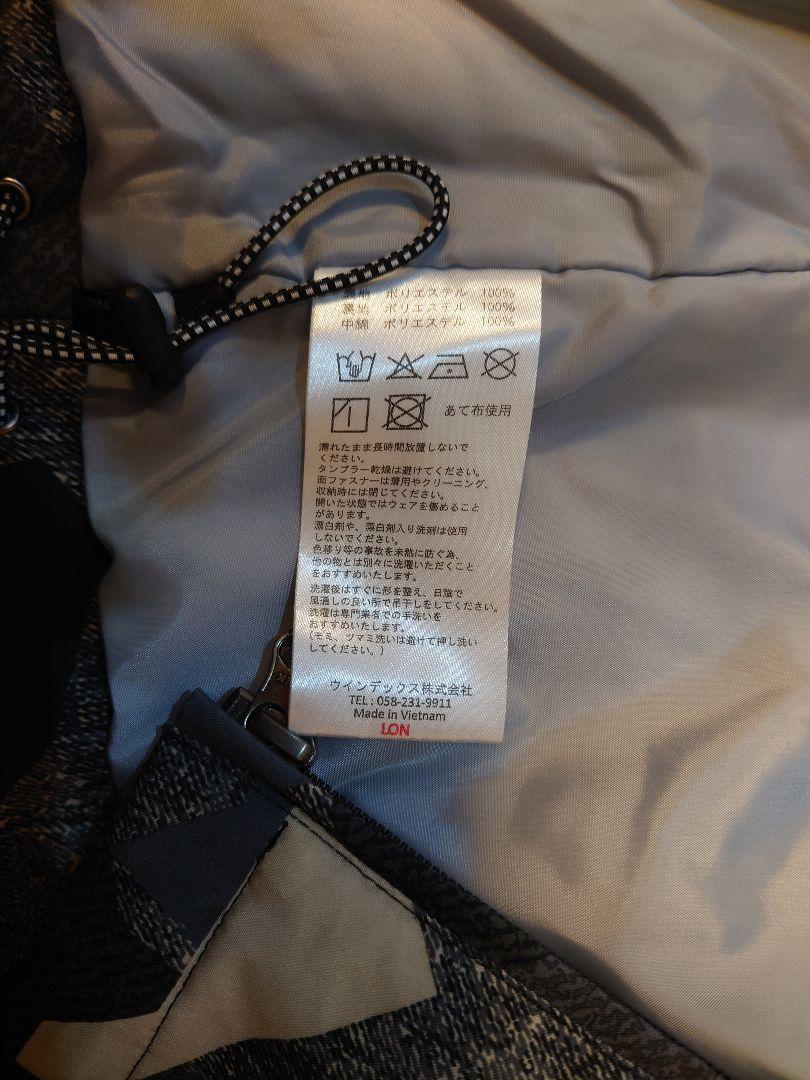 表地 ポリエステル 100%
裏地 ポリエステル 100%
中綿 ポリエステル 100%
あて布使用
濡れたまま長時間放置しないで
ください。
タンブラー乾燥は避けてください。
面ファスナーは着用やクリーニング、
収納時には閉じてください。
開いた状態ではウェアを傷めること
があります。
漂白剤や、漂白剤入り洗剤は使用
しないでください。
色移り等の事故を未然に防ぐ為、
他の物とは別々に洗濯いただくこと
をおすすめいたします。
洗濯後はすぐに形を整え、日陰で
風通しの良い所で吊干しをしてください。
洗濯は専門業者での手洗いを
おすすめいたします。
(モミ、ツマミ洗いは避けて押し洗い
してください。)
ウインデックス株式会社
TEL : 058-231-9911
Made in Vietnam
LON